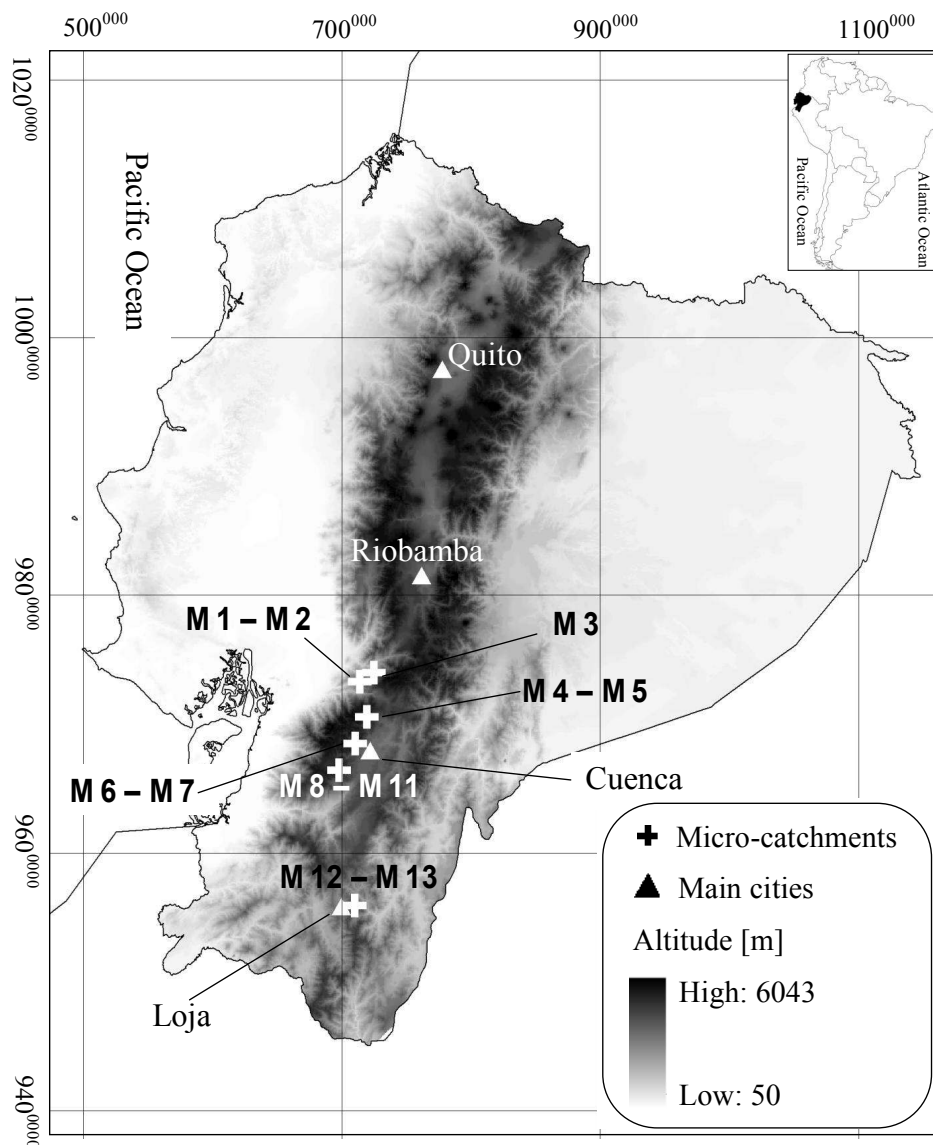 500000
700000
900000
1100000
10200000
10000000
9800000
9600000
9400000
Pacific Ocean
Pacific Ocean
Atlantic Ocean
Quito
Riobamba
M 1 – M 2
M 3
M 4 – M 5
M 6 – M 7
M 8 – M 11
Cuenca
M 12 – M 13
Loja
Micro-catchments
Main cities
Altitude [m]
High: 6043
Low: 50